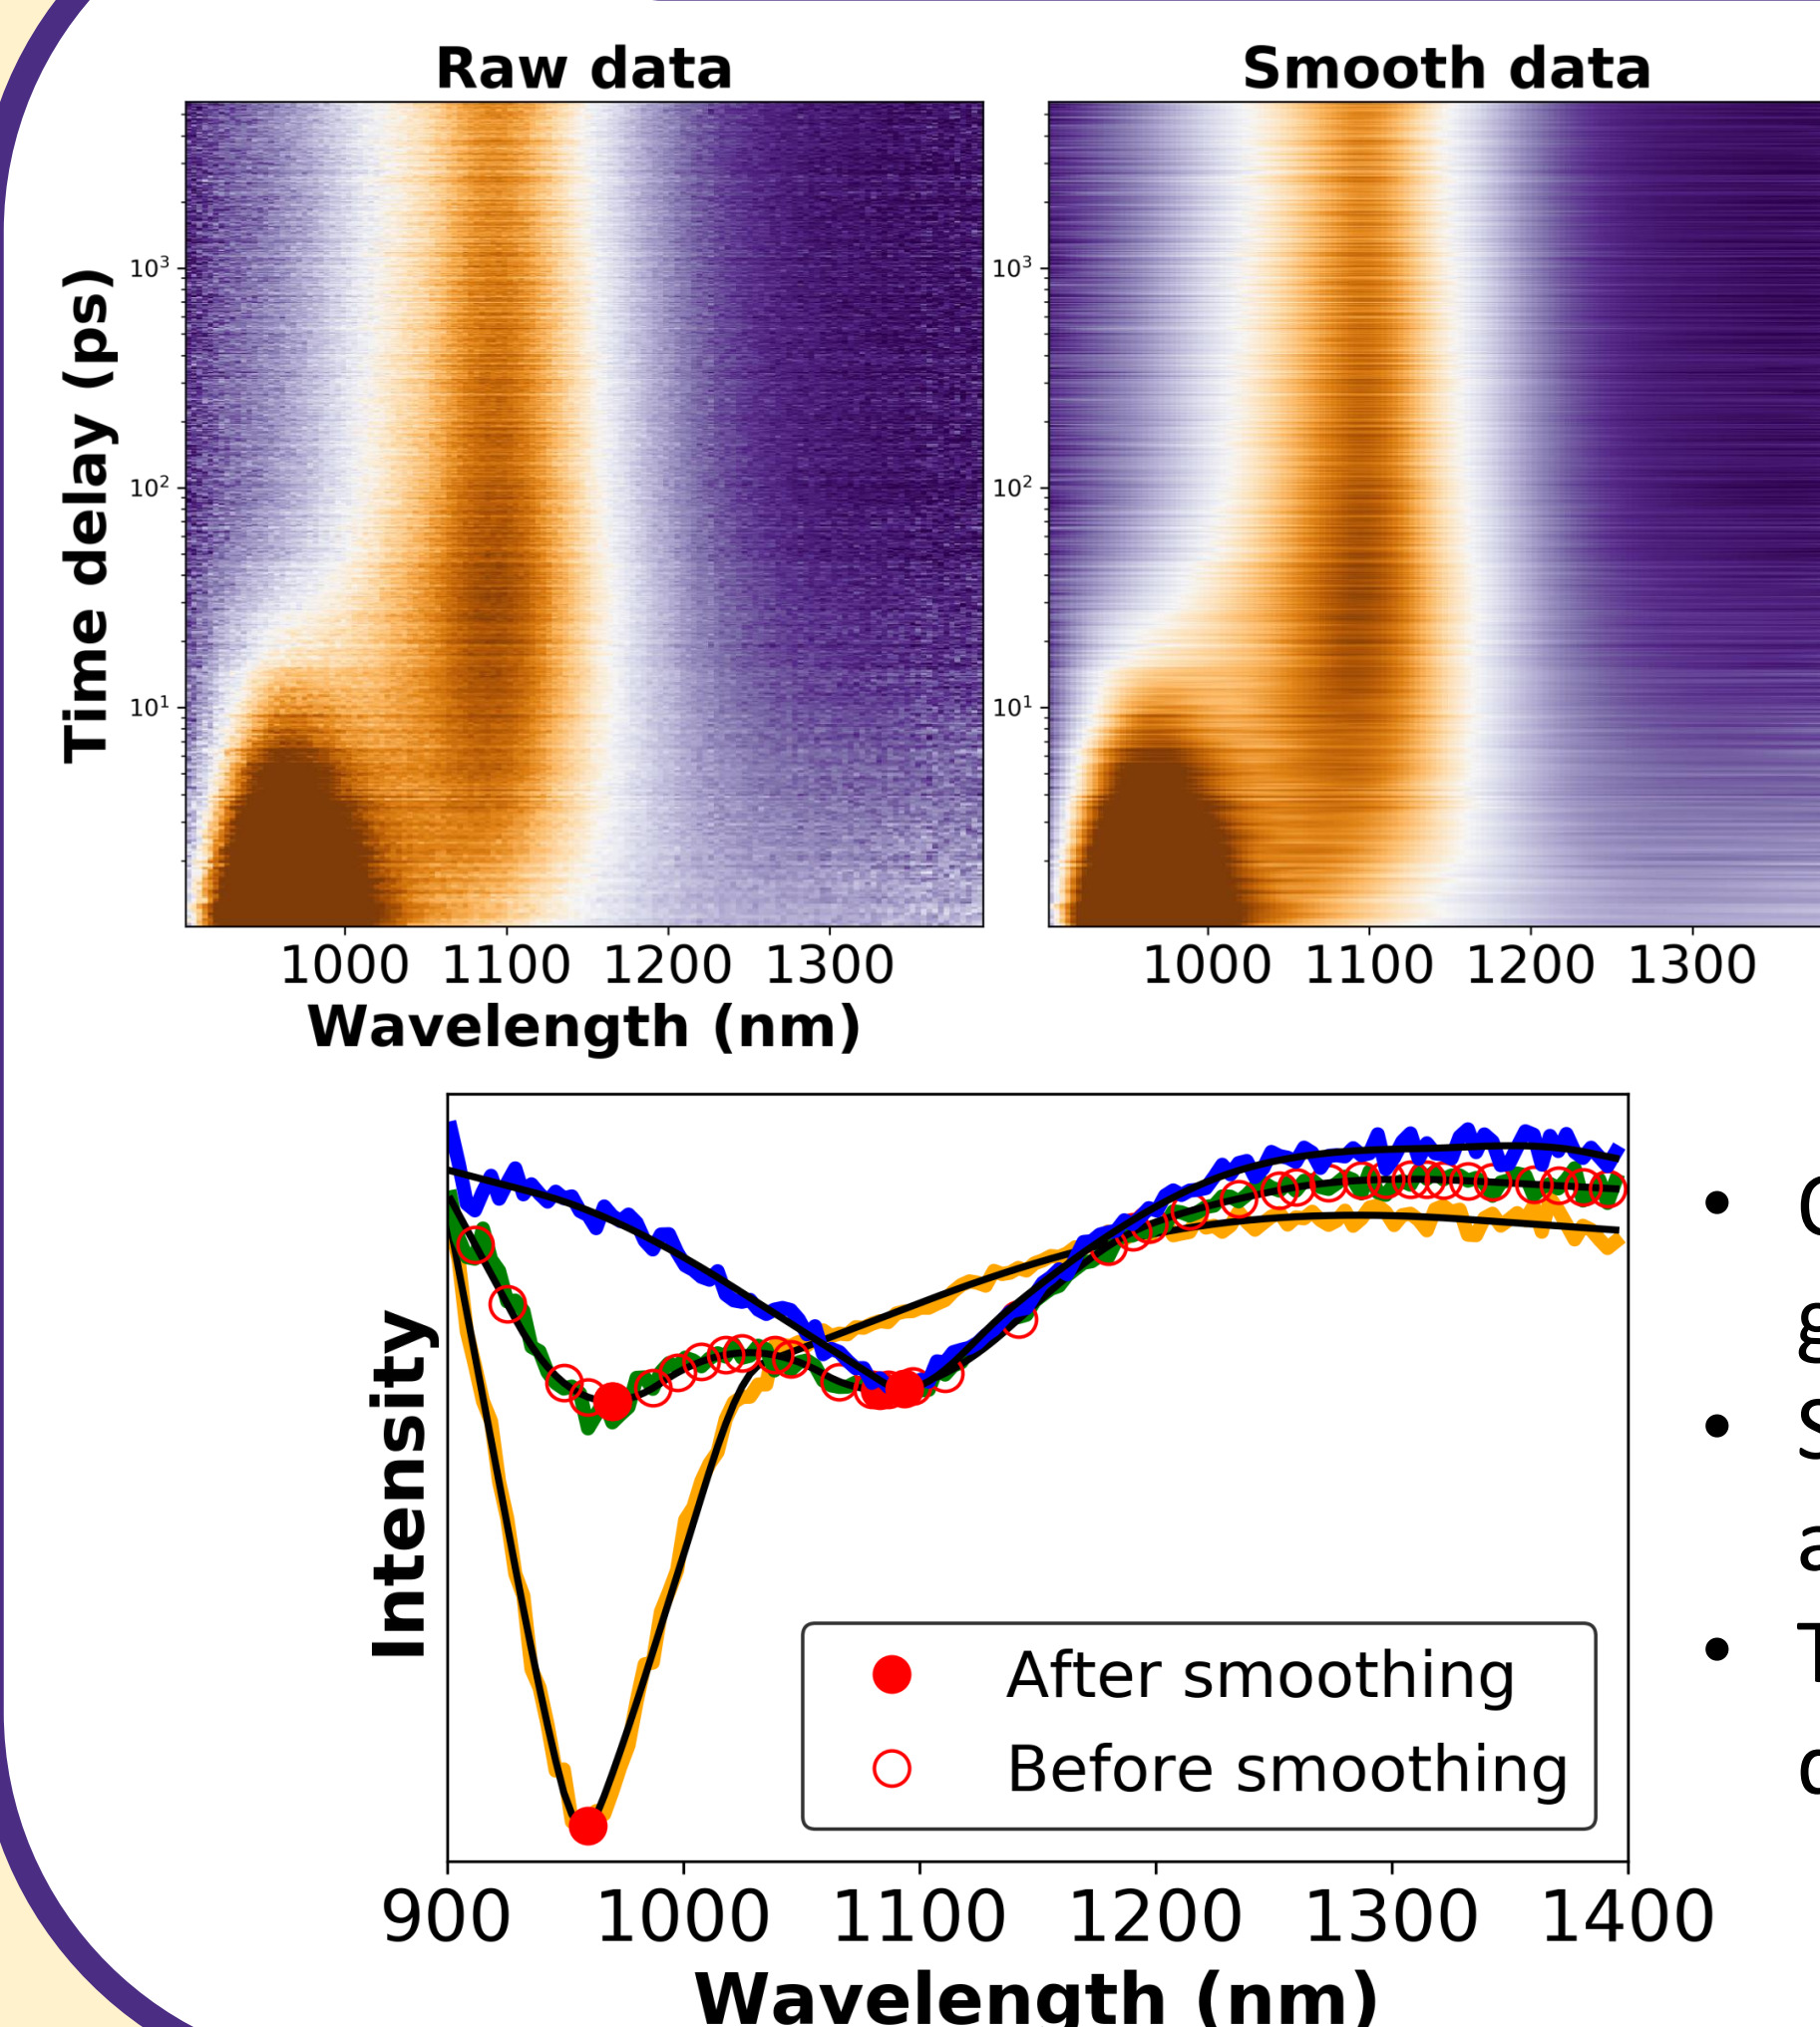 Raw data
Smooth data
Time delay (ps)
10³
10²
10¹
10³
10²
10¹
1000 1100 1200 1300
1000 1100 1200 1300
Wavelength (nm)
Intensity
After smoothing
Before smoothing
900 1000 1100 1200 1300 1400
Wavelength (nm)